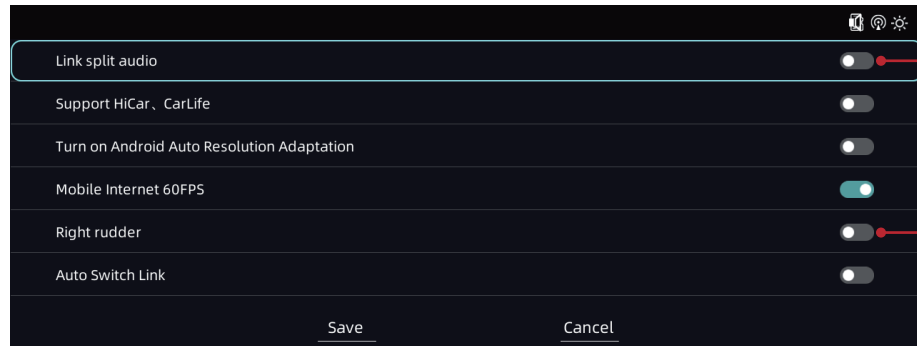 Link split audio
Support HiCar、CarLife
Turn on Android Auto Resolution Adaptation
Mobile Internet 60FPS
Right rudder
Auto Switch Link
Save Cancel